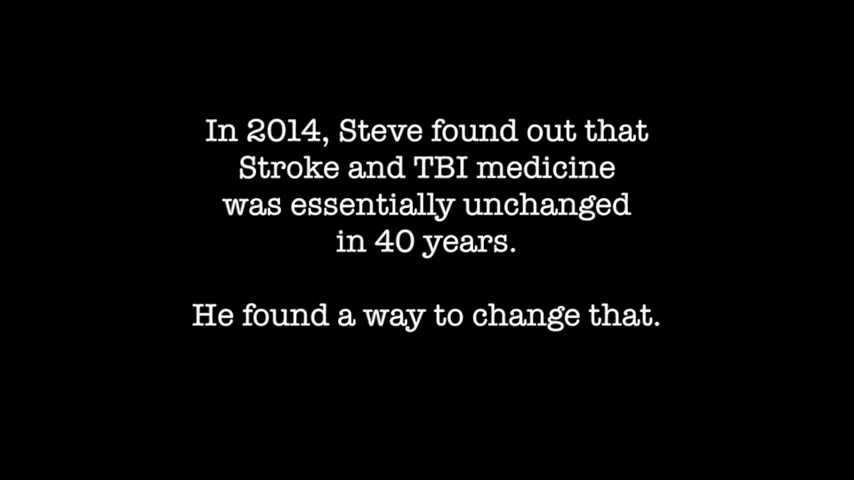 In 2014, Steve found out that
Stroke and TBI medicine
was essentially unchanged
in 40 years.
He found a way to change that.